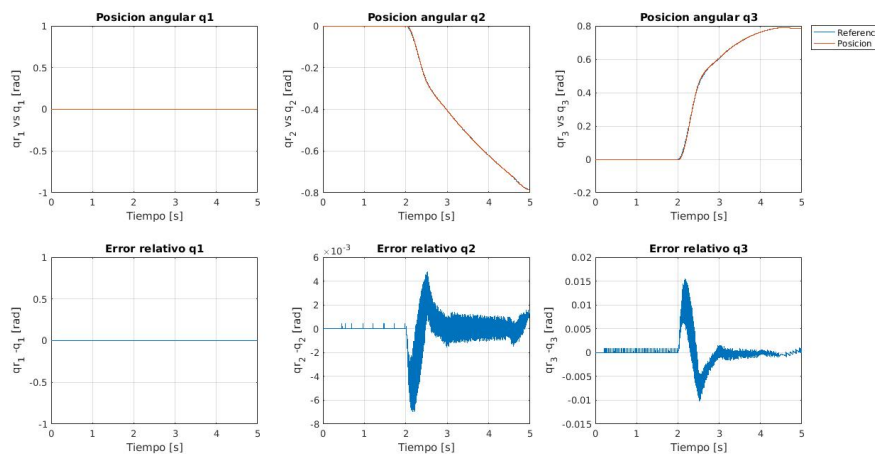 Posicion angular q1
1
0.5
0
-0.5
-1
qr1 vs q1 [rad]
0 1 2 3 4 5
Tiempo [s]
Posicion angular q2
0
-0.2
-0.4
-0.6
-0.8
qr2 vs q2 [rad]
0 1 2 3 4 5
Tiempo [s]
Posicion angular q3
0.8
0.6
0.4
0.2
0
-0.2
qr3 vs q3 [rad]
0 1 2 3 4 5
Tiempo [s]
Referenc
Posicion
Error relativo q1
1
0.5
0
-0.5
-1
qr1 -q1 [rad]
0 1 2 3 4 5
Tiempo [s]
Error relativo q2
×10-3
6
4
2
0
-2
-4
-6
-8
qr2 -q2 [rad]
0 1 2 3 4 5
Tiempo [s]
Error relativo q3
0.02
0.015
0.01
0.005
0
-0.005
-0.01
-0.015
qr3 -q3 [rad]
0 1 2 3 4 5
Tiempo [s]